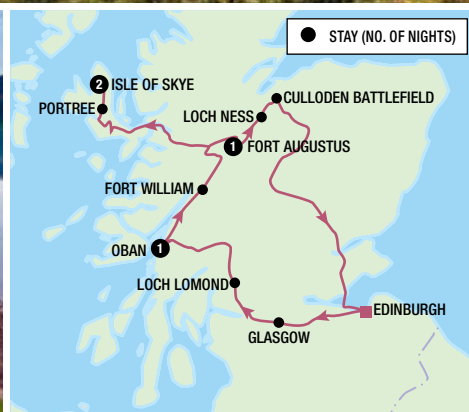 STAY (NO. OF NIGHTS)
2 ISLE OF SKYE
CULLODEN BATTLEFIELD
PORTREE
LOCH NESS
1 FORT AUGUSTUS
FORT WILLIAM
OBAN 1
LOCH LOMOND
EDINBURGH
GLASGOW